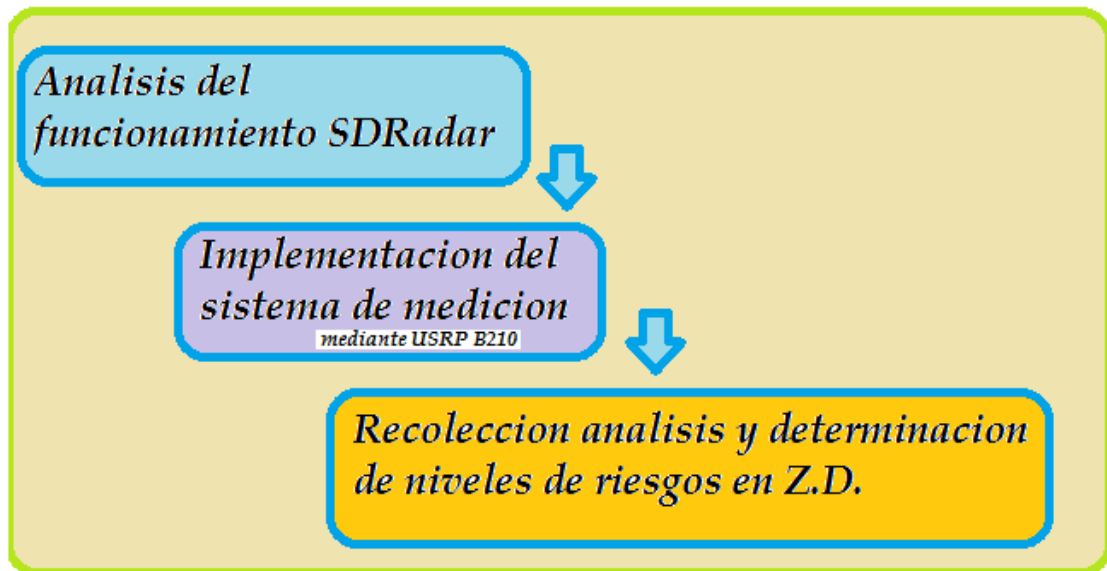 Analisis del
funcionamiento SDRadar
Implementacion del
sistema de medicion
mediante USRP B210
Recoleccion analisis y determinacion
de niveles de riesgos en Z.D.